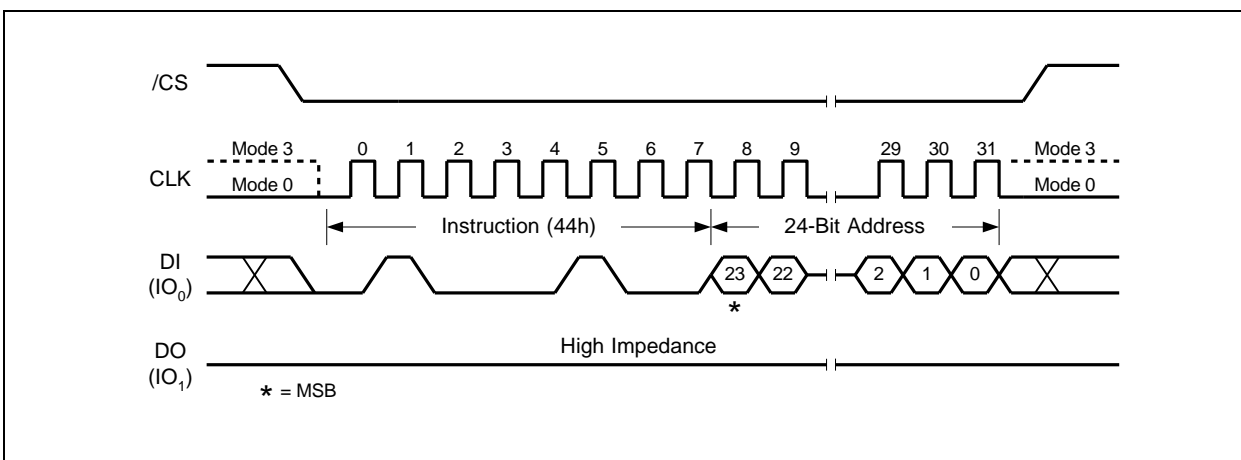 /CS
Mode 3 0 1 2 3 4 5 6 7 8 9 29 30 31 Mode 3
CLK
Mode 0 Mode 0
Instruction (44h) 24-Bit Address
DI
(IO0)
23 22 2 1 0
*
High Impedance
DO
(IO1)
* = MSB